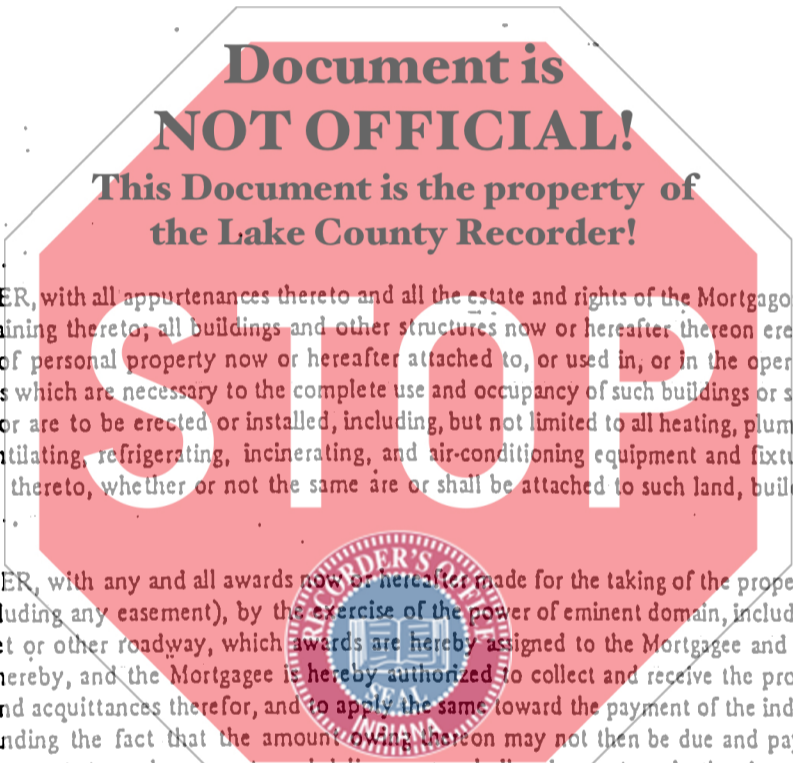 Document is
NOT OFFICIAL!
This Document is the property of
the Lake County Recorder!
STOP
ER, with all appurtenances thereto and all the estate and rights of the Mortgago
ining thereto; all buildings and other structures now or hereafter thereon ere
of personal property now or hereafter attached to, or used in, or in the oper
s which are necessary to the complete use and occupancy of such buildings or s
or are to be erected or installed, including, but not limited to all heating, plum
tilating, refrigerating, incinerating, and air-conditioning equipment and fixtu
thereto, whether or not the same are or shall be attached to such land, buil
RECORDER'S OFFICE
SEAL
INDIANA
ER, with any and all awards now or hereafter made for the taking of the prope
luding any easement), by the exercise of the power of eminent domain, includ
t or other roadway, which awards are hereby assigned to the Mortgagee and
hereby, and the Mortgagee is hereby authorized to collect and receive the pro
nd acquittances therefor, and to apply the same toward the payment of the ind
nding the fact that the amount owing thereon may not then be due and pay